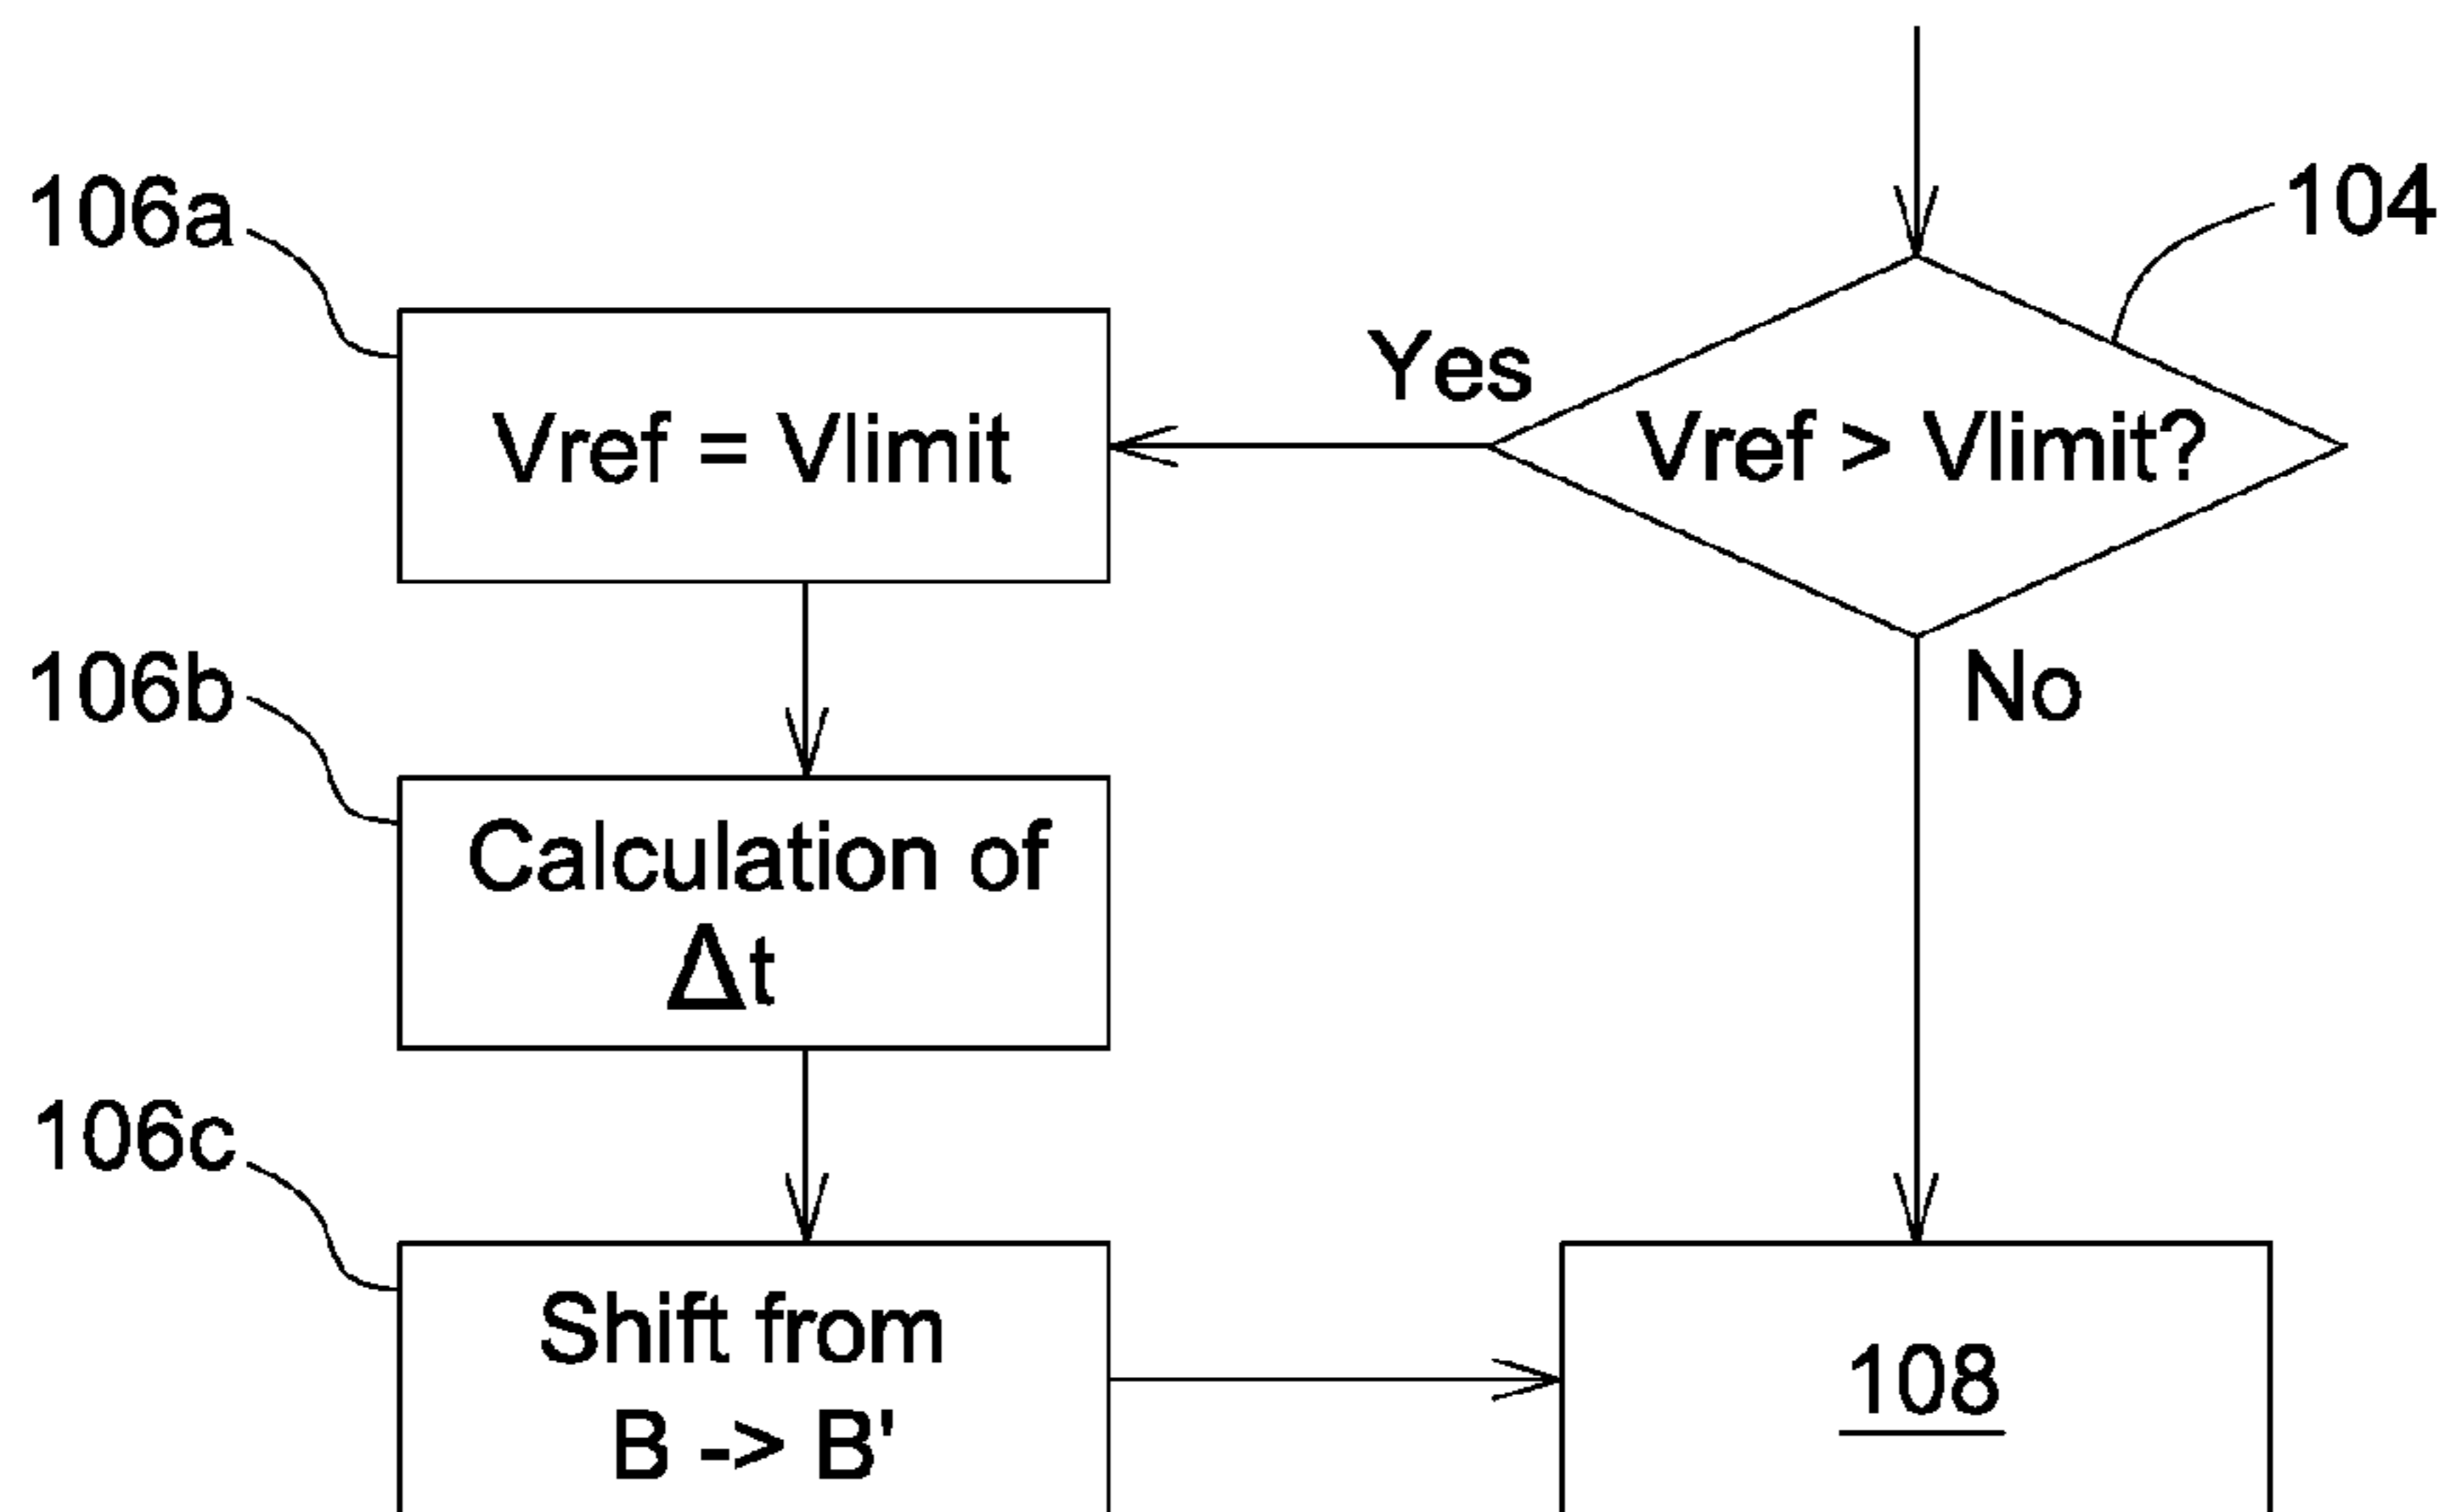 104
106a
Yes
Vref = Vlimit
Vref > Vlimit?
106b
No
Calculation of
Δt
106c
Shift from
B -> B'
108